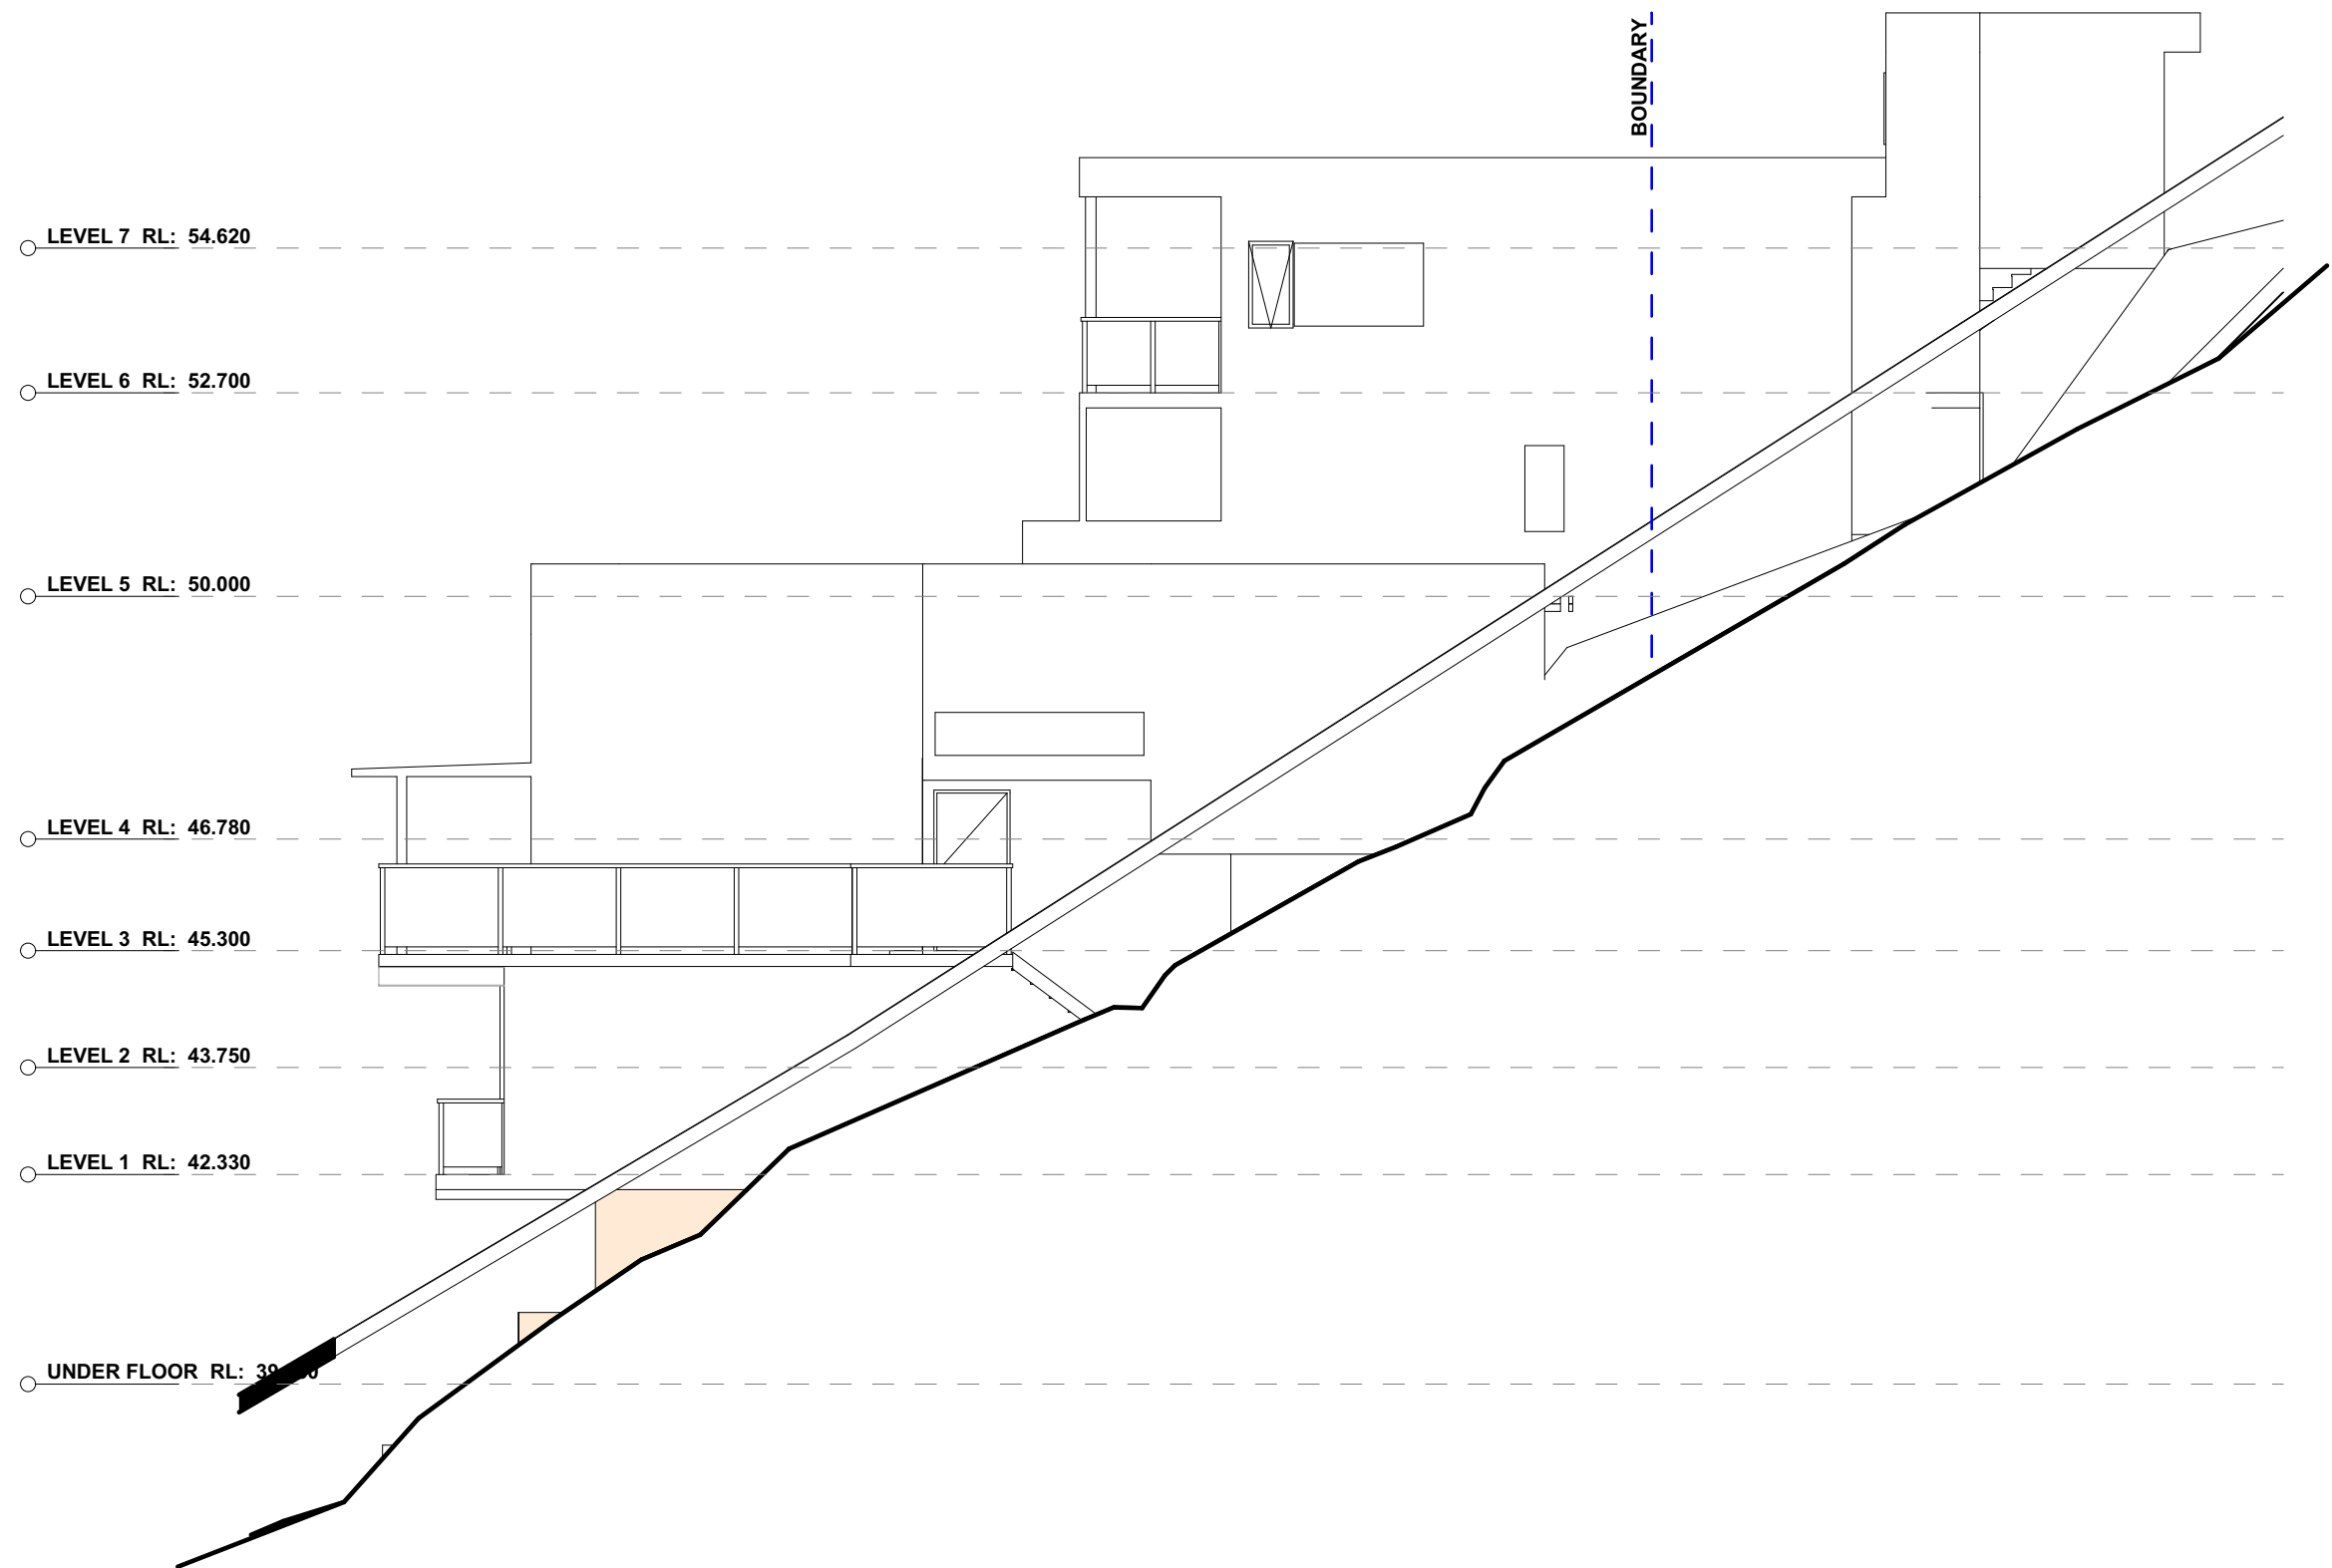 BOUNDARY
LEVEL 7 RL: 54.620
LEVEL 6 RL: 52.700
LEVEL 5 RL: 50.000
LEVEL 4 RL: 46.780
LEVEL 3 RL: 45.300
LEVEL 2 RL: 43.750
LEVEL 1 RL: 42.330
UNDER FLOOR RL: